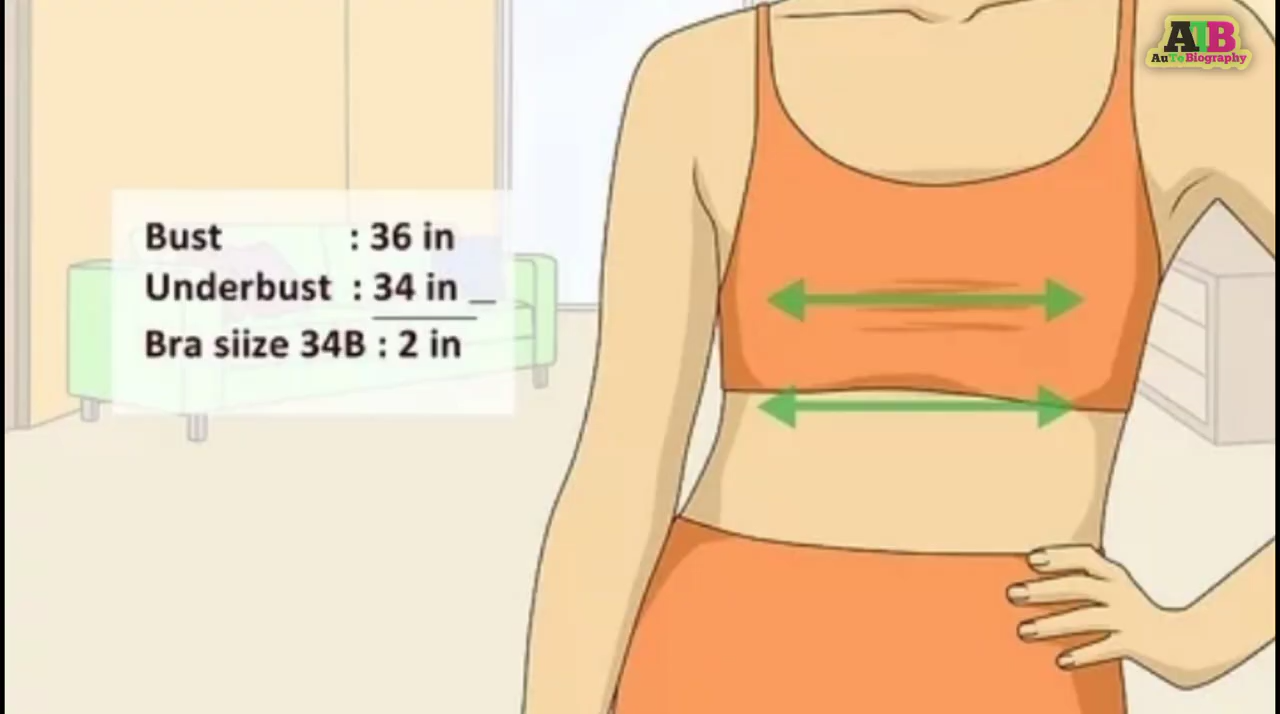 Bust : 36 in
Underbust : 34 in _
Bra siize 34B : 2 in
ATB
AuToBiography